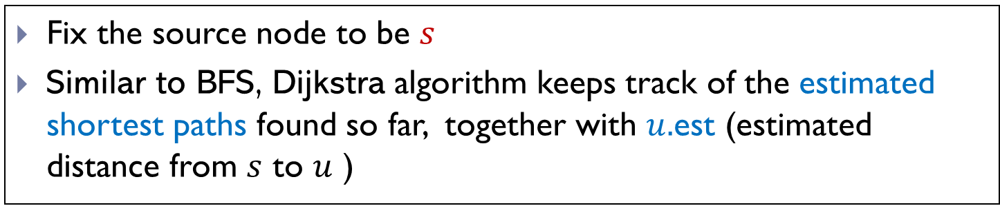 Fix the source node to be s
Similar to BFS, Dijkstra algorithm keeps track of the estimated
shortest paths found so far, together with u.est (estimated
distance from s to u )